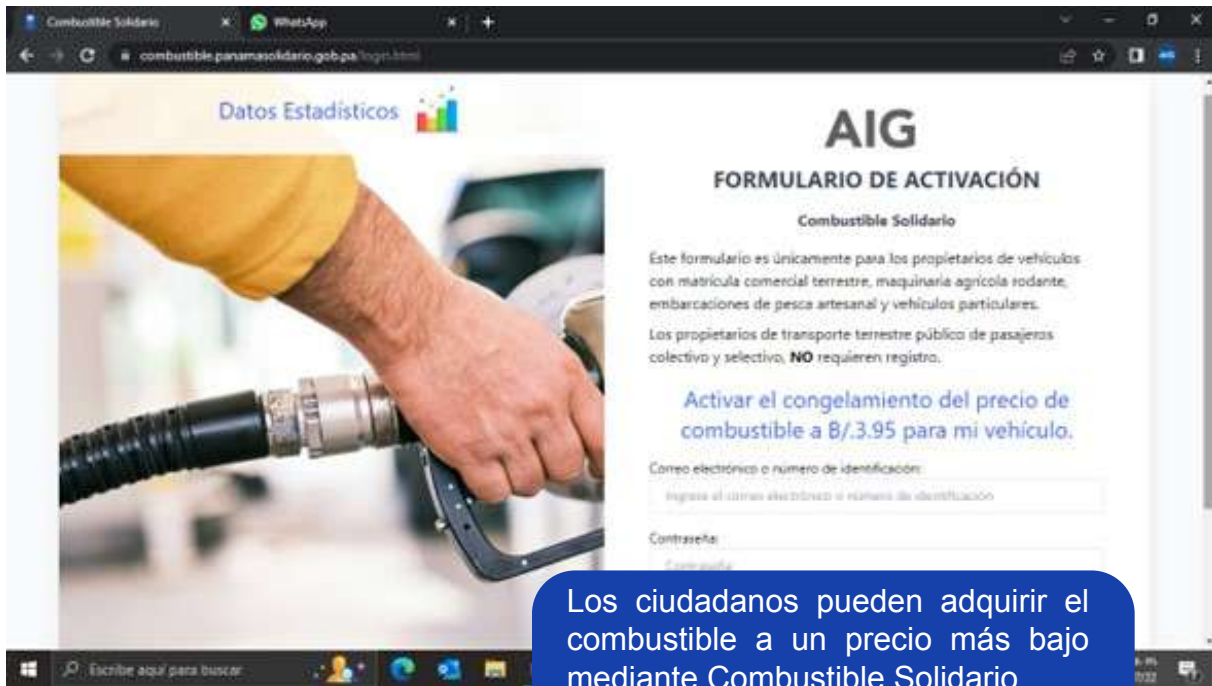 Combustible Solidario
WhatsApp
combustible.panamasolidario.gob.pa/login.html
Datos Estadísticos
AIG
FORMULARIO DE ACTIVACIÓN
Combustible Solidario
Este formulario es únicamente para los propietarios de vehículos
con matrícula comercial terrestre, maquinaria agrícola rodante,
embarcaciones de pesca artesanal y vehículos particulares.
Los propietarios de transporte terrestre público de pasajeros
colectivo y selectivo, NO requieren registro.
Activar el congelamiento del precio de
combustible a B/.3.95 para mi vehículo.
Correo electrónico o número de identificación:
Ingrese el correo electrónico o número de identificación
Contraseña:
Contraseña
Los ciudadanos pueden adquirir el
combustible a un precio más bajo
mediante Combustible Solidario
Escribe aquí para buscar